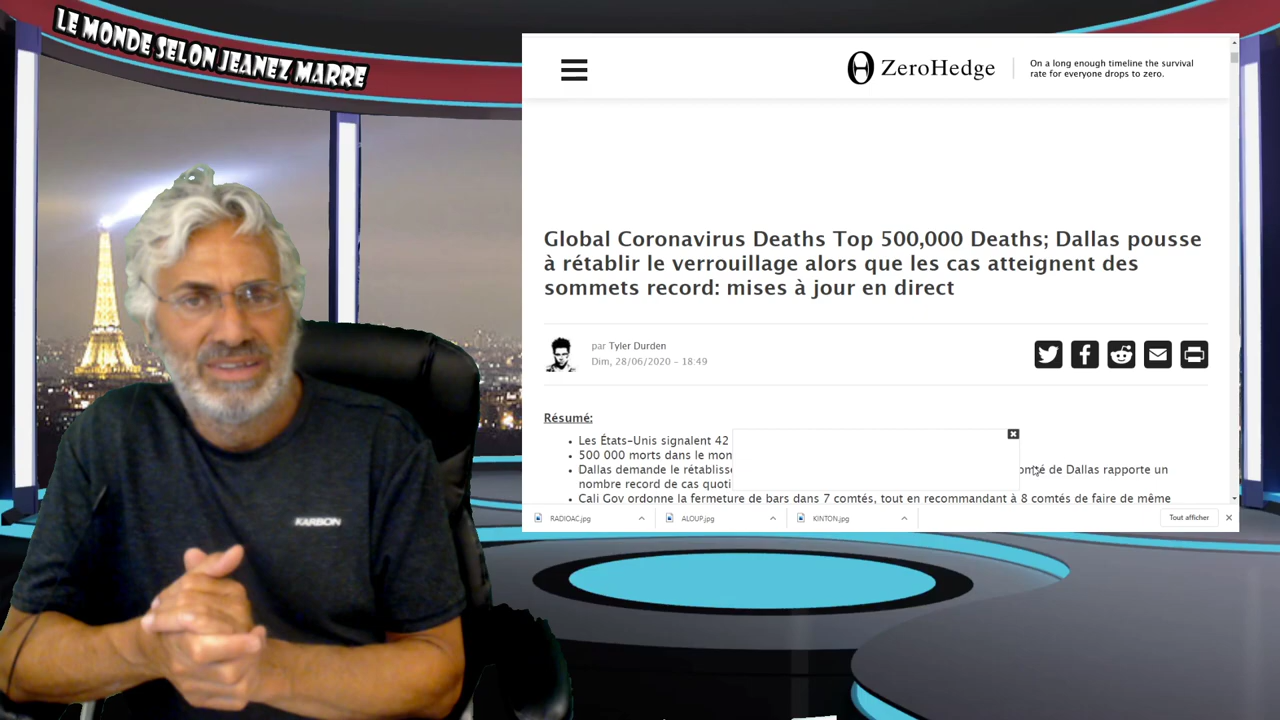 LE MONDE SELON JEANEZ MARRE
ZeroHedge
On a long enough timeline the survival
rate for everyone drops to zero.
Global Coronavirus Deaths Top 500,000 Deaths; Dallas pousse
à rétablir le verrouillage alors que les cas atteignent des
sommets record: mises à jour en direct
par Tyler Durden
Dim, 28/06/2020 - 18:49
Résumé:
Les États-Unis signalent 42
500 000 morts dans le mon
Dallas demande le rétablisse de Dallas rapporte un
nombre record de cas quoti
Cali Gov ordonne la fermeture de bars dans 7 comtés, tout en recommandant à 8 comtés de faire de même
RADIOAC.jpg
ALOUP.jpg
KINTON.jpg
Tout afficher
KARBON